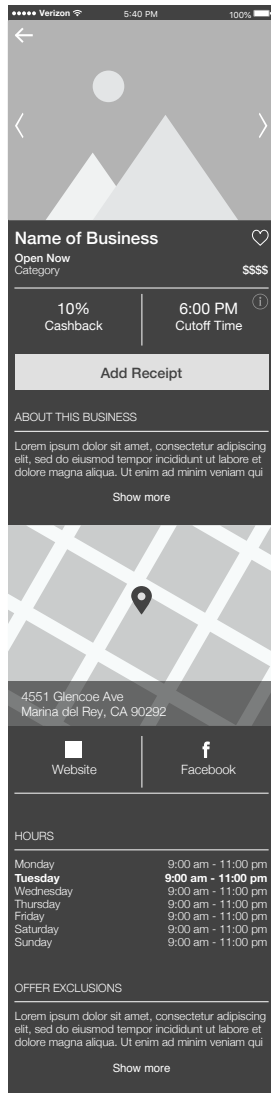 Verizon 5:40 PM 100%
Name of Business
Open Now
Category $$$$
10% 6:00 PM
Cashback Cutoff Time
Add Receipt
ABOUT THIS BUSINESS
Lorem ipsum dolor sit amet, consectetur adipiscing
elit, sed do eiusmod tempor incididunt ut labore et
dolore magna aliqua. Ut enim ad minim veniam qui
Show more
4551 Glencoe Ave
Marina del Rey, CA 90292
Website Facebook
HOURS
Monday 9:00 am - 11:00 pm
Tuesday 9:00 am - 11:00 pm
Wednesday 9:00 am - 11:00 pm
Thursday 9:00 am - 11:00 pm
Friday 9:00 am - 11:00 pm
Saturday 9:00 am - 11:00 pm
Sunday 9:00 am - 11:00 pm
OFFER EXCLUSIONS
Lorem ipsum dolor sit amet, consectetur adipiscing
elit, sed do eiusmod tempor incididunt ut labore et
dolore magna aliqua. Ut enim ad minim veniam qui
Show more